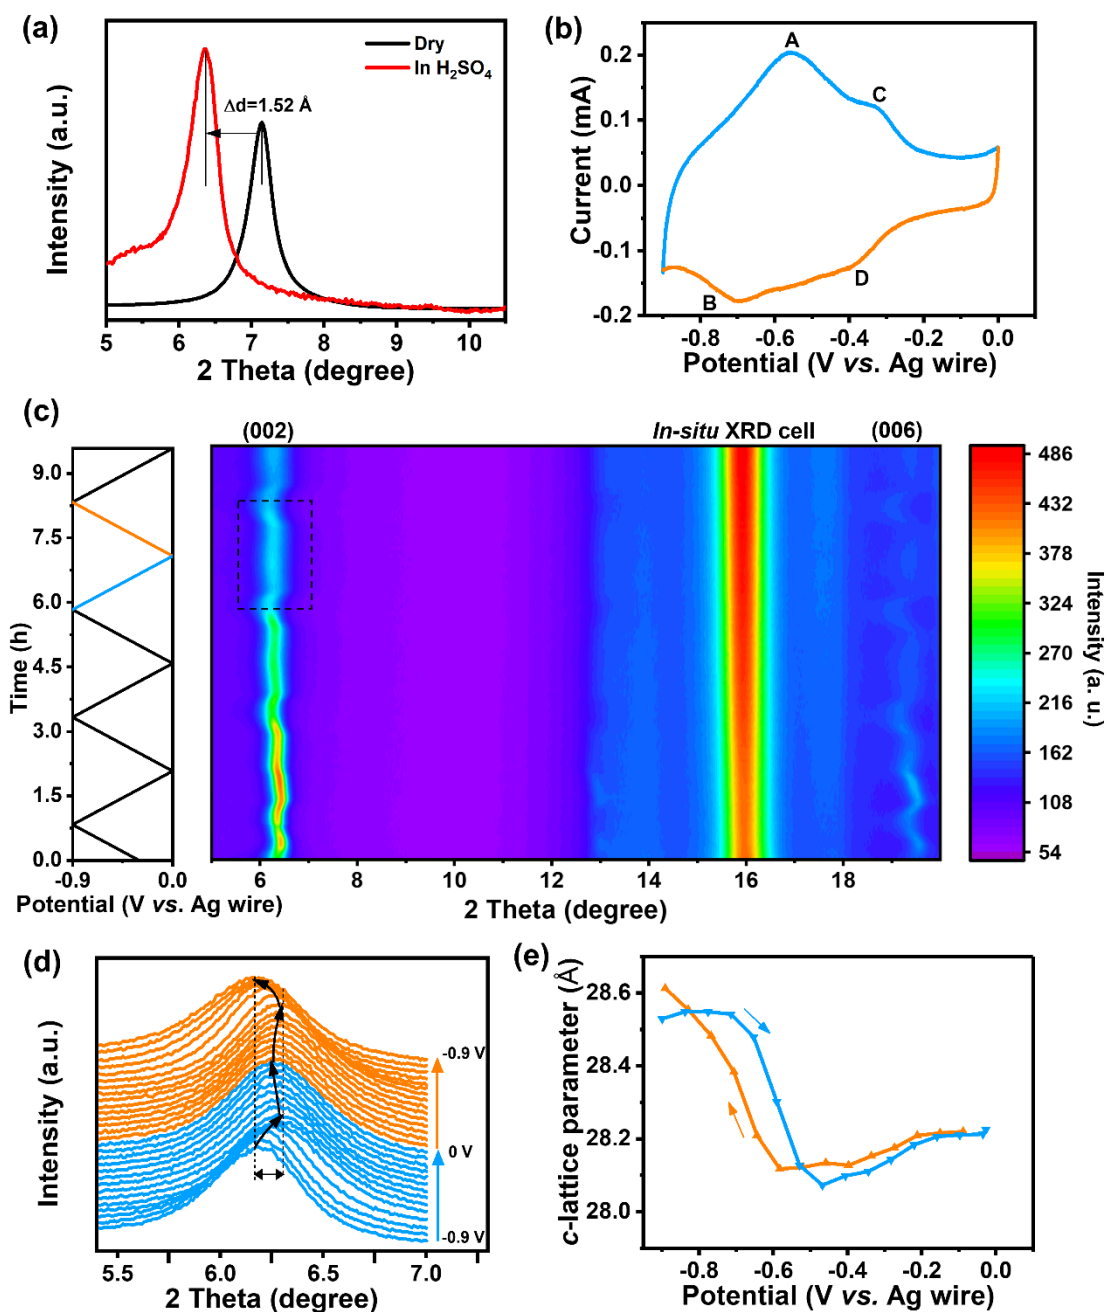 (a)
Dry
In H₂SO₄
Δd=1.52 Å
Intensity (a.u.)
5 6 7 8 9 10
2 Theta (degree)
(b)
A
C
B
D
Current (mA)
0.2
0.1
0.0
-0.1
-0.2
-0.8 -0.6 -0.4 -0.2 0.0
Potential (V vs. Ag wire)
(c)
(002)
In-situ XRD cell
(006)
Time (h)
9.0
7.5
6.0
4.5
3.0
1.5
0.0
-0.9 0.0
Potential (V vs. Ag wire)
6 8 10 12 14 16 18
2 Theta (degree)
486
432
378
324
270
216
162
108
54
Intensity (a. u.)
(d)
Intensity (a.u.)
-0.9 V
0 V
-0.9 V
5.5 6.0 6.5 7.0
2 Theta (degree)
(e)
c-lattice parameter (Å)
28.6
28.4
28.2
28.0
-0.8 -0.6 -0.4 -0.2 0.0
Potential (V vs. Ag wire)